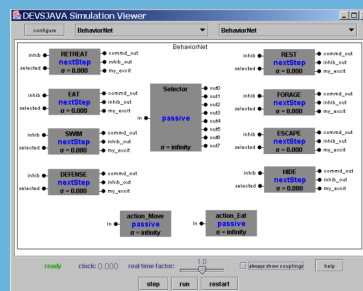 DEVSJAVA Simulation Viewer
configure
BehaviorNet
BehaviorNet
BehaviorNet
RETREAT
nextStep
σ = 0.000
inhib
selected
commd_out
inhib_out
my_excit
EAT
nextStep
σ = 0.000
inhib
selected
commd_out
inhib_out
my_excit
SWIM
nextStep
σ = 0.000
inhib
selected
commd_out
inhib_out
my_excit
DEFENSE
nextStep
σ = 0.000
inhib
selected
commd_out
inhib_out
my_excit
Selector
passive
σ = infinity
in
out0
out1
out2
out3
out4
out5
out6
out7
REST
nextStep
σ = 0.000
inhib
selected
commd_out
inhib_out
my_excit
FORAGE
nextStep
σ = 0.000
inhib
selected
commd_out
inhib_out
my_excit
ESCAPE
nextStep
σ = 0.000
inhib
selected
commd_out
inhib_out
my_excit
HIDE
nextStep
σ = 0.000
inhib
selected
commd_out
inhib_out
my_excit
action_Move
passive
σ = infinity
in
action_Eat
passive
σ = infinity
in
ready
clock: 0.000
real time factor:
1.0
always show couplings
help
step
run
restart